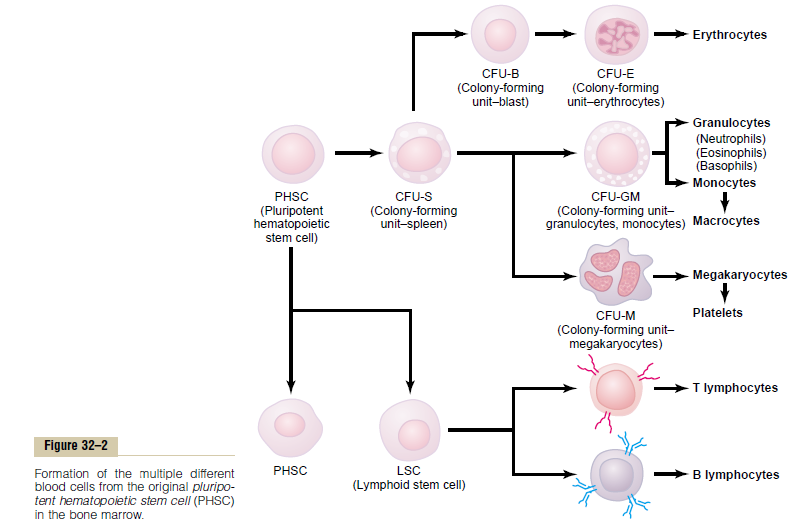 CFU-B
(Colony-forming
unit–blast)
CFU-E
(Colony-forming
unit–erythrocytes)
Erythrocytes
PHSC
(Pluripotent
hematopoietic
stem cell)
CFU-S
(Colony-forming
unit–spleen)
CFU-GM
(Colony-forming unit–
granulocytes, monocytes)
Granulocytes
(Neutrophils)
(Eosinophils)
(Basophils)
Monocytes
Macrocytes
CFU-M
(Colony-forming unit–
megakaryocytes)
Megakaryocytes
Platelets
PHSC
LSC
(Lymphoid stem cell)
T lymphocytes
B lymphocytes
Figure 32–2
Formation of the multiple different
blood cells from the original pluripo-
tent hematopoietic stem cell (PHSC)
in the bone marrow.